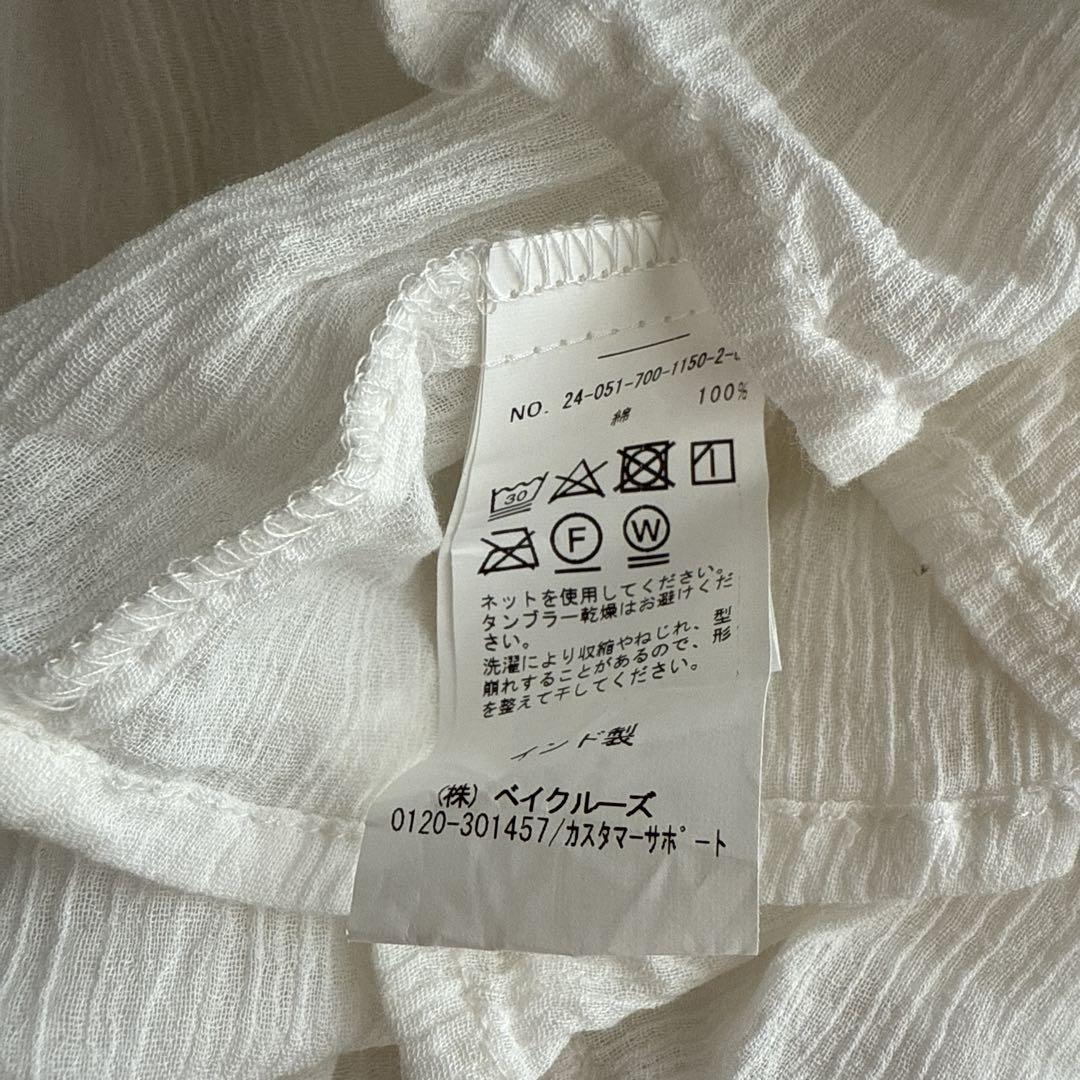 NO. 24-051-700-1150-2-
綿 100%
30
F W
ネットを使用してください。
タンブラー乾燥はお避けくだ
さい。
洗濯により収縮やねじれ、型
崩れすることがあるので、形
を整えて干してください。
インド製
(株) ベイクルーズ
0120-301457/カスタマーサポート